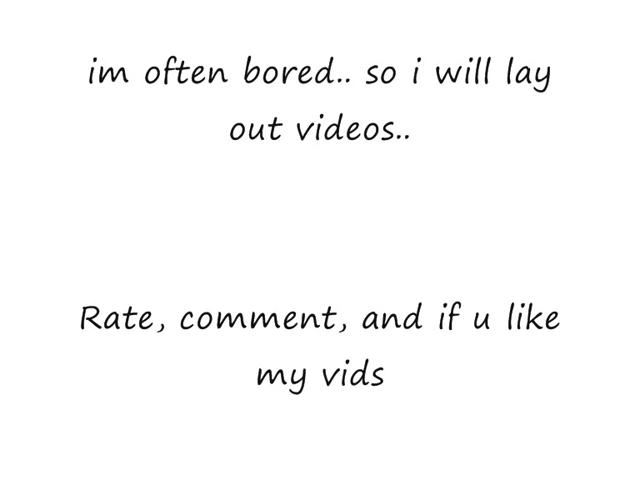 im often bored.. so i will lay
out videos..
Rate, comment, and if u like
my vids